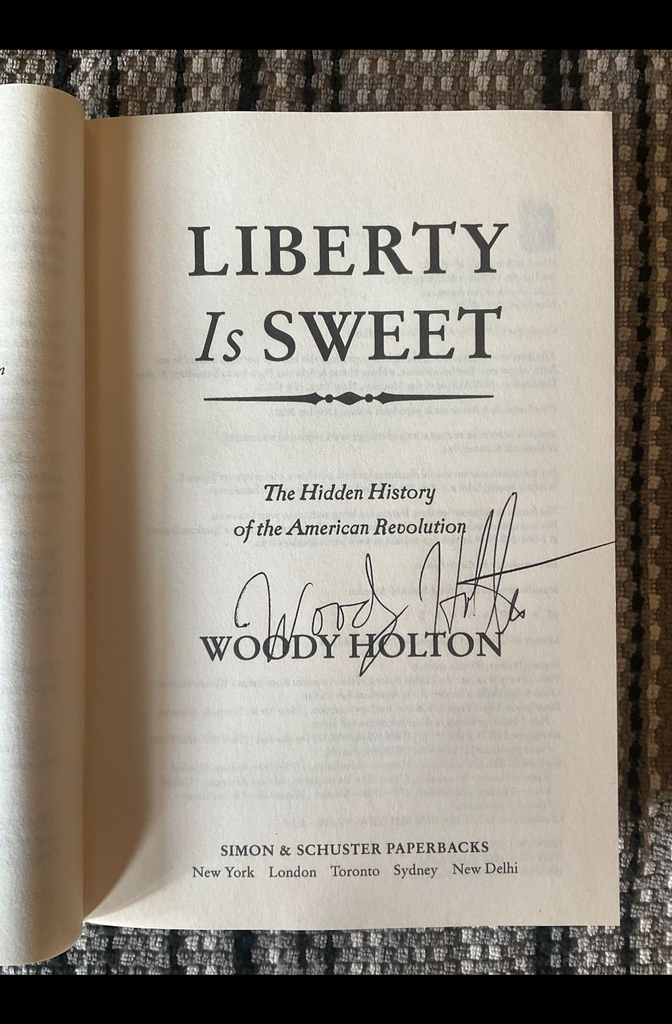 LIBERTY
Is SWEET
The Hidden History
of the American Revolution
Woody Holton
WOODY HOLTON
SIMON & SCHUSTER PAPERBACKS
New York London Toronto Sydney New Delhi